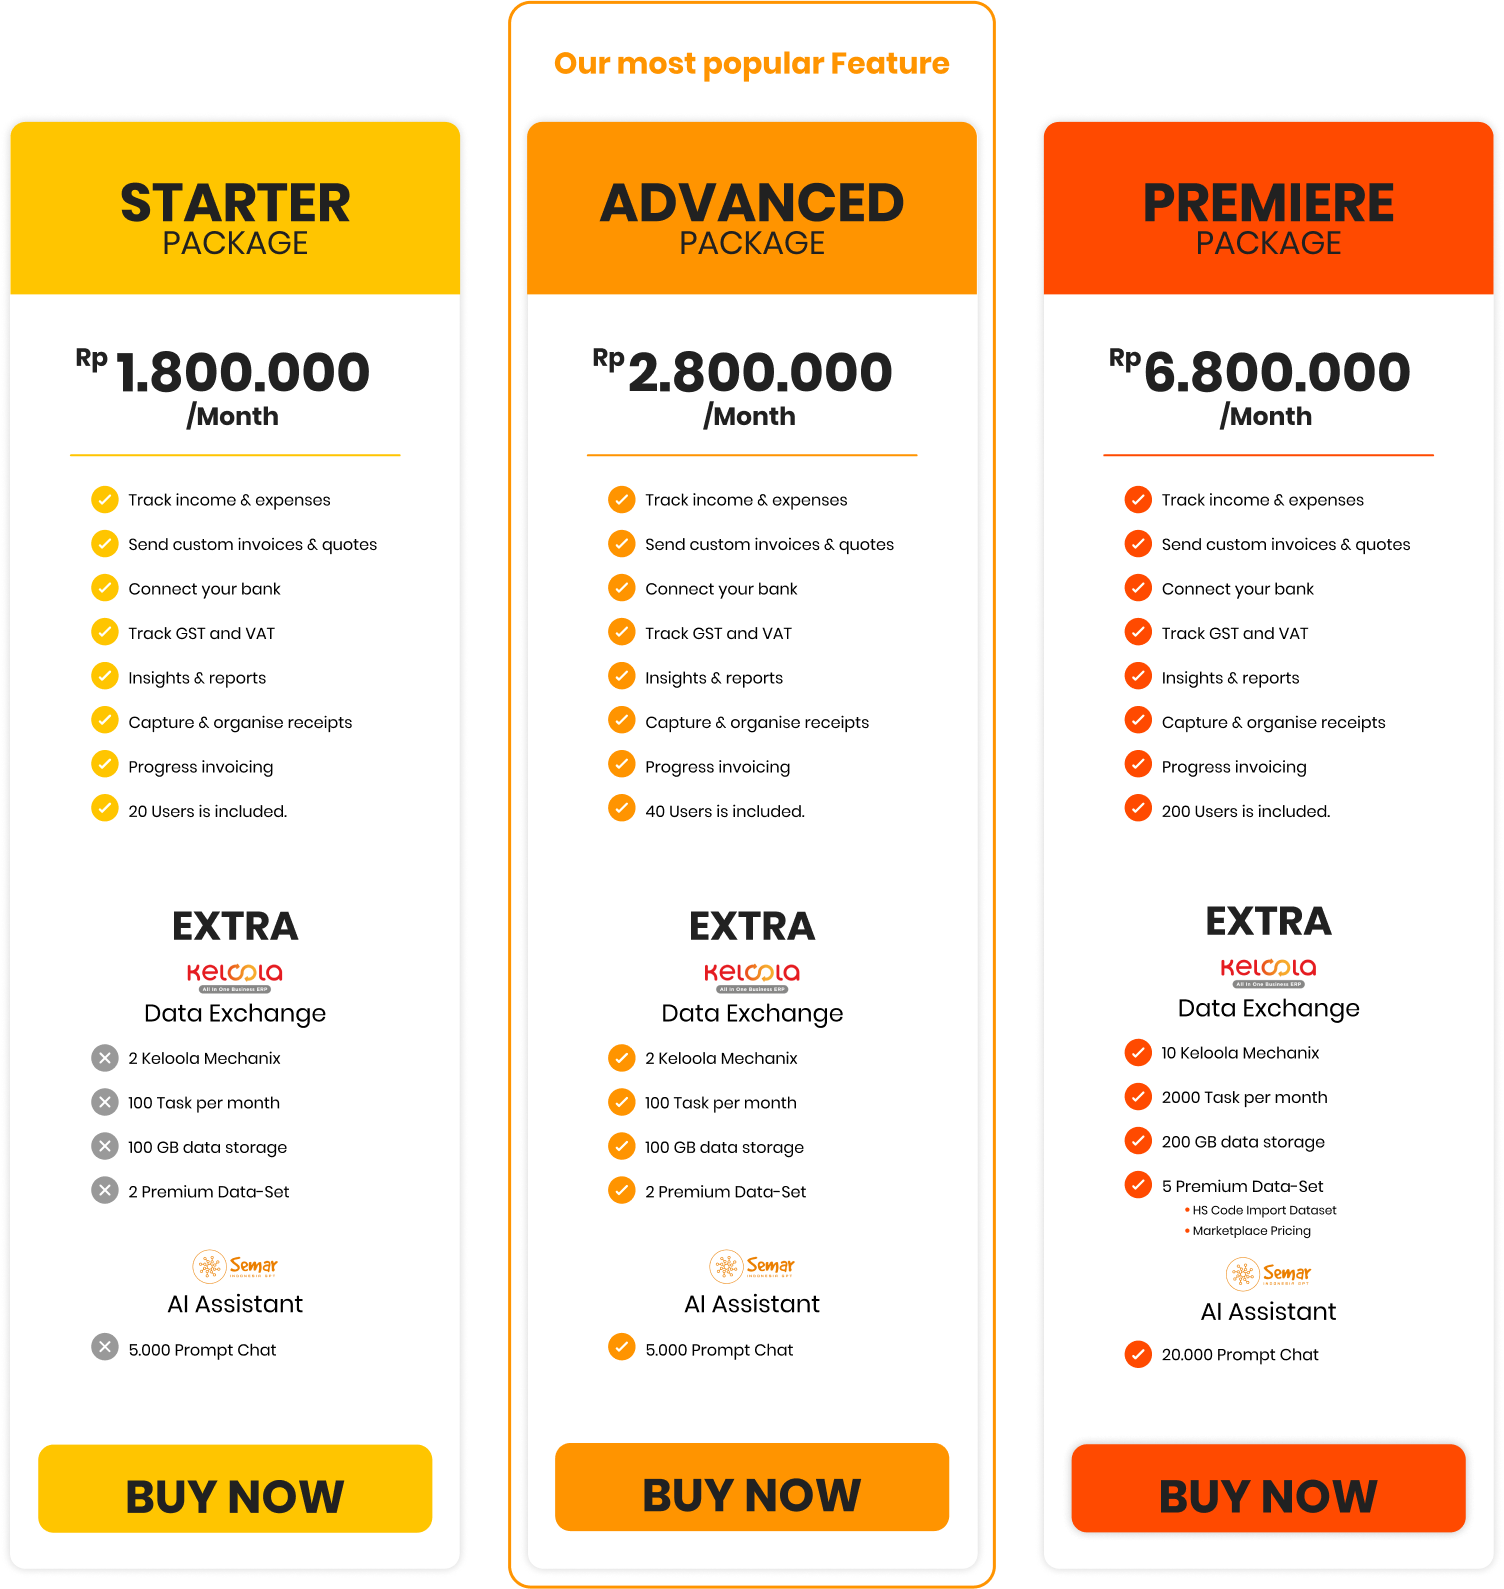 Our most popular Feature
STARTER
PACKAGE
Rp 1.800.000
/Month
Track income & expenses
Send custom invoices & quotes
Connect your bank
Track GST and VAT
Insights & reports
Capture & organise receipts
Progress invoicing
20 Users is included.
EXTRA
Keloola
All In One Business ERP
Data Exchange
2 Keloola Mechanix
100 Task per month
100 GB data storage
2 Premium Data-Set
Semar
INDONESIA GPT
AI Assistant
5.000 Prompt Chat
BUY NOW
ADVANCED
PACKAGE
Rp 2.800.000
/Month
Track income & expenses
Send custom invoices & quotes
Connect your bank
Track GST and VAT
Insights & reports
Capture & organise receipts
Progress invoicing
40 Users is included.
EXTRA
Keloola
All In One Business ERP
Data Exchange
2 Keloola Mechanix
100 Task per month
100 GB data storage
2 Premium Data-Set
Semar
INDONESIA GPT
AI Assistant
5.000 Prompt Chat
BUY NOW
PREMIERE
PACKAGE
Rp 6.800.000
/Month
Track income & expenses
Send custom invoices & quotes
Connect your bank
Track GST and VAT
Insights & reports
Capture & organise receipts
Progress invoicing
200 Users is included.
EXTRA
Keloola
All In One Business ERP
Data Exchange
10 Keloola Mechanix
2000 Task per month
200 GB data storage
5 Premium Data-Set
• HS Code Import Dataset
• Marketplace Pricing
Semar
INDONESIA GPT
AI Assistant
20.000 Prompt Chat
BUY NOW